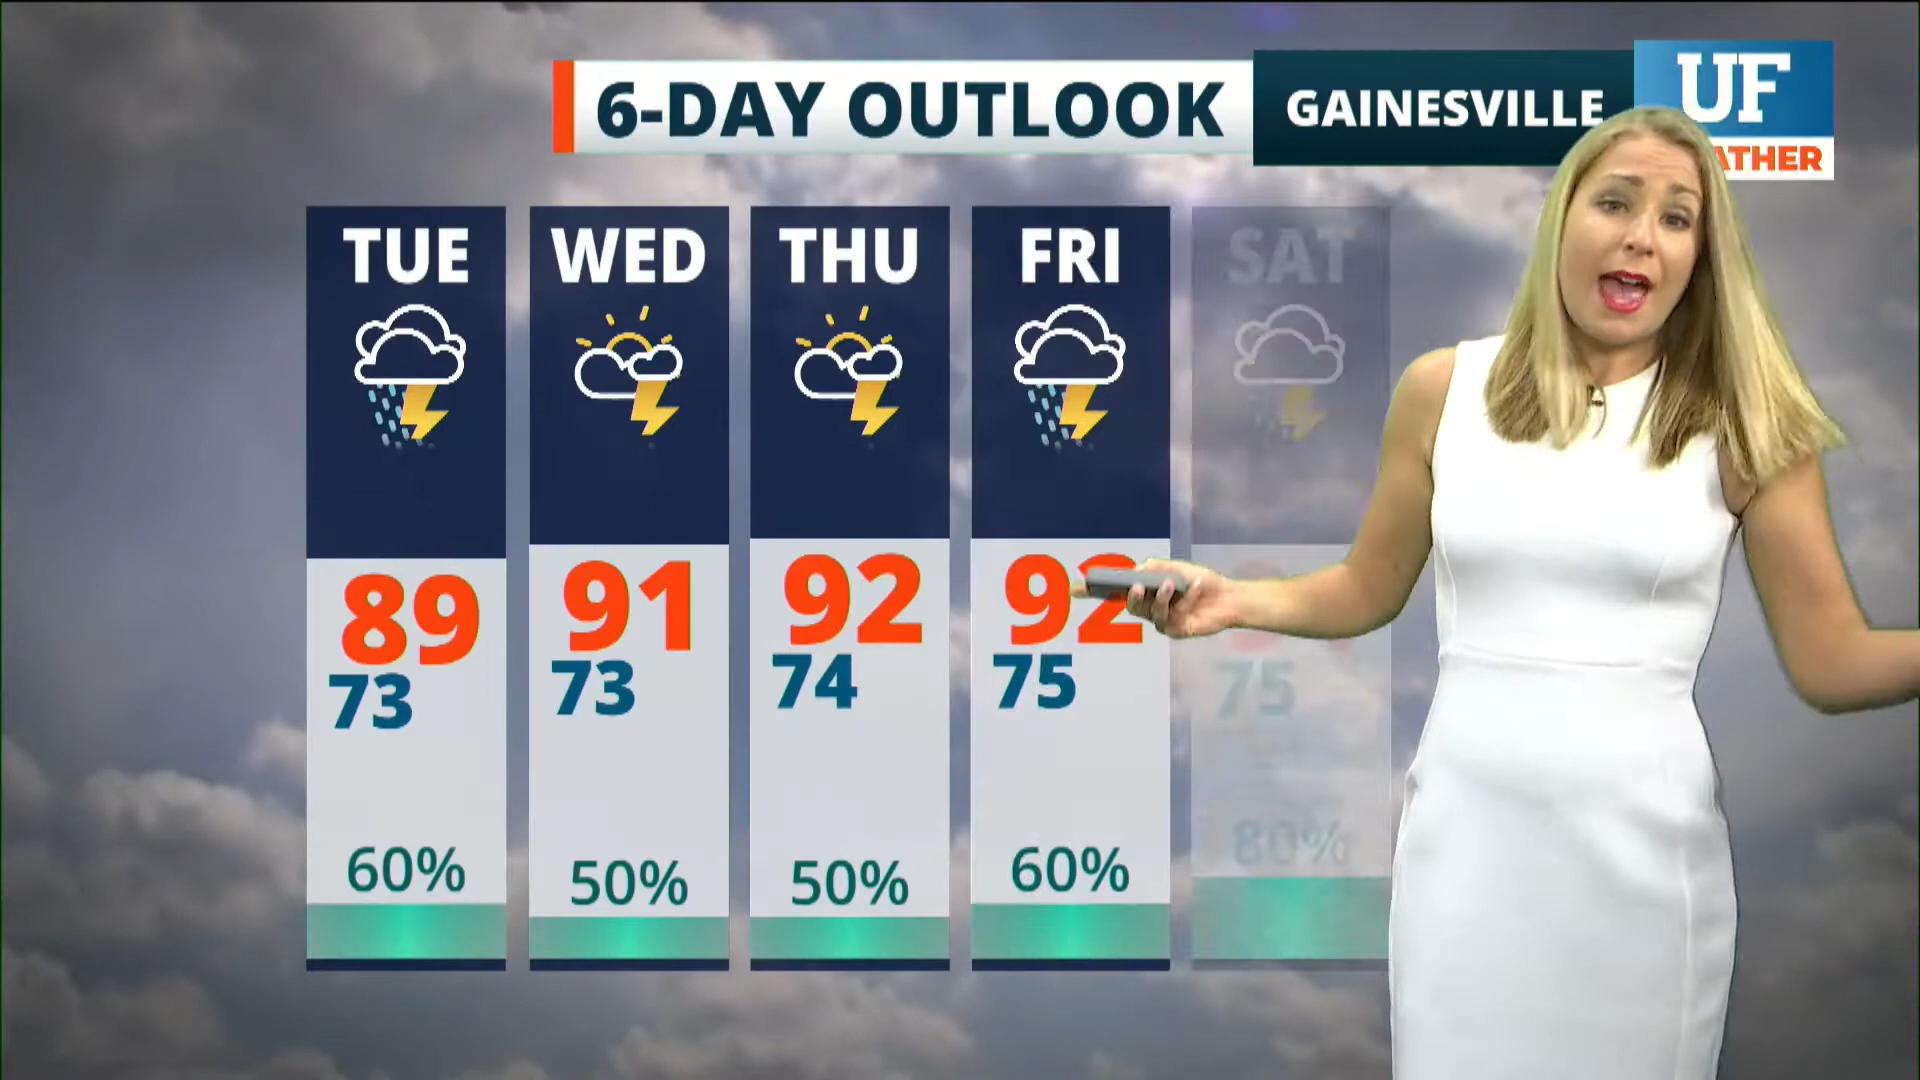 6-DAY OUTLOOK
GAINESVILLE
UF
ATHER
TUE
WED
THU
FRI
SAT
89
91
92
92
73
73
74
75
75
60%
50%
50%
60%
80%